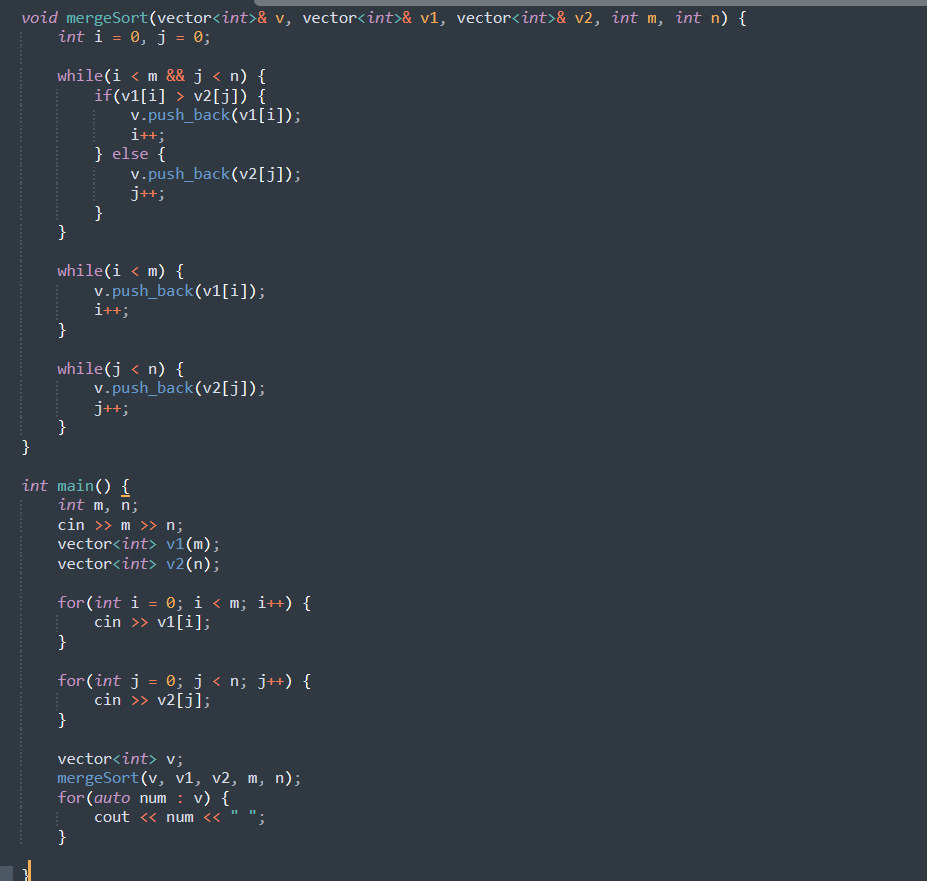 void mergeSort(vector<int>& v, vector<int>& v1, vector<int>& v2, int m, int n) {
    int i = 0, j = 0;

    while(i < m && j < n) {
        if(v1[i] > v2[j]) {
            v.push_back(v1[i]);
            i++;
        } else {
            v.push_back(v2[j]);
            j++;
        }
    }

    while(i < m) {
        v.push_back(v1[i]);
        i++;
    }

    while(j < n) {
        v.push_back(v2[j]);
        j++;
    }
}

int main() {
    int m, n;
    cin >> m >> n;
    vector<int> v1(m);
    vector<int> v2(n);

    for(int i = 0; i < m; i++) {
        cin >> v1[i];
    }

    for(int j = 0; j < n; j++) {
        cin >> v2[j];
    }

    vector<int> v;
    mergeSort(v, v1, v2, m, n);
    for(auto num : v) {
        cout << num << " ";
    }

}